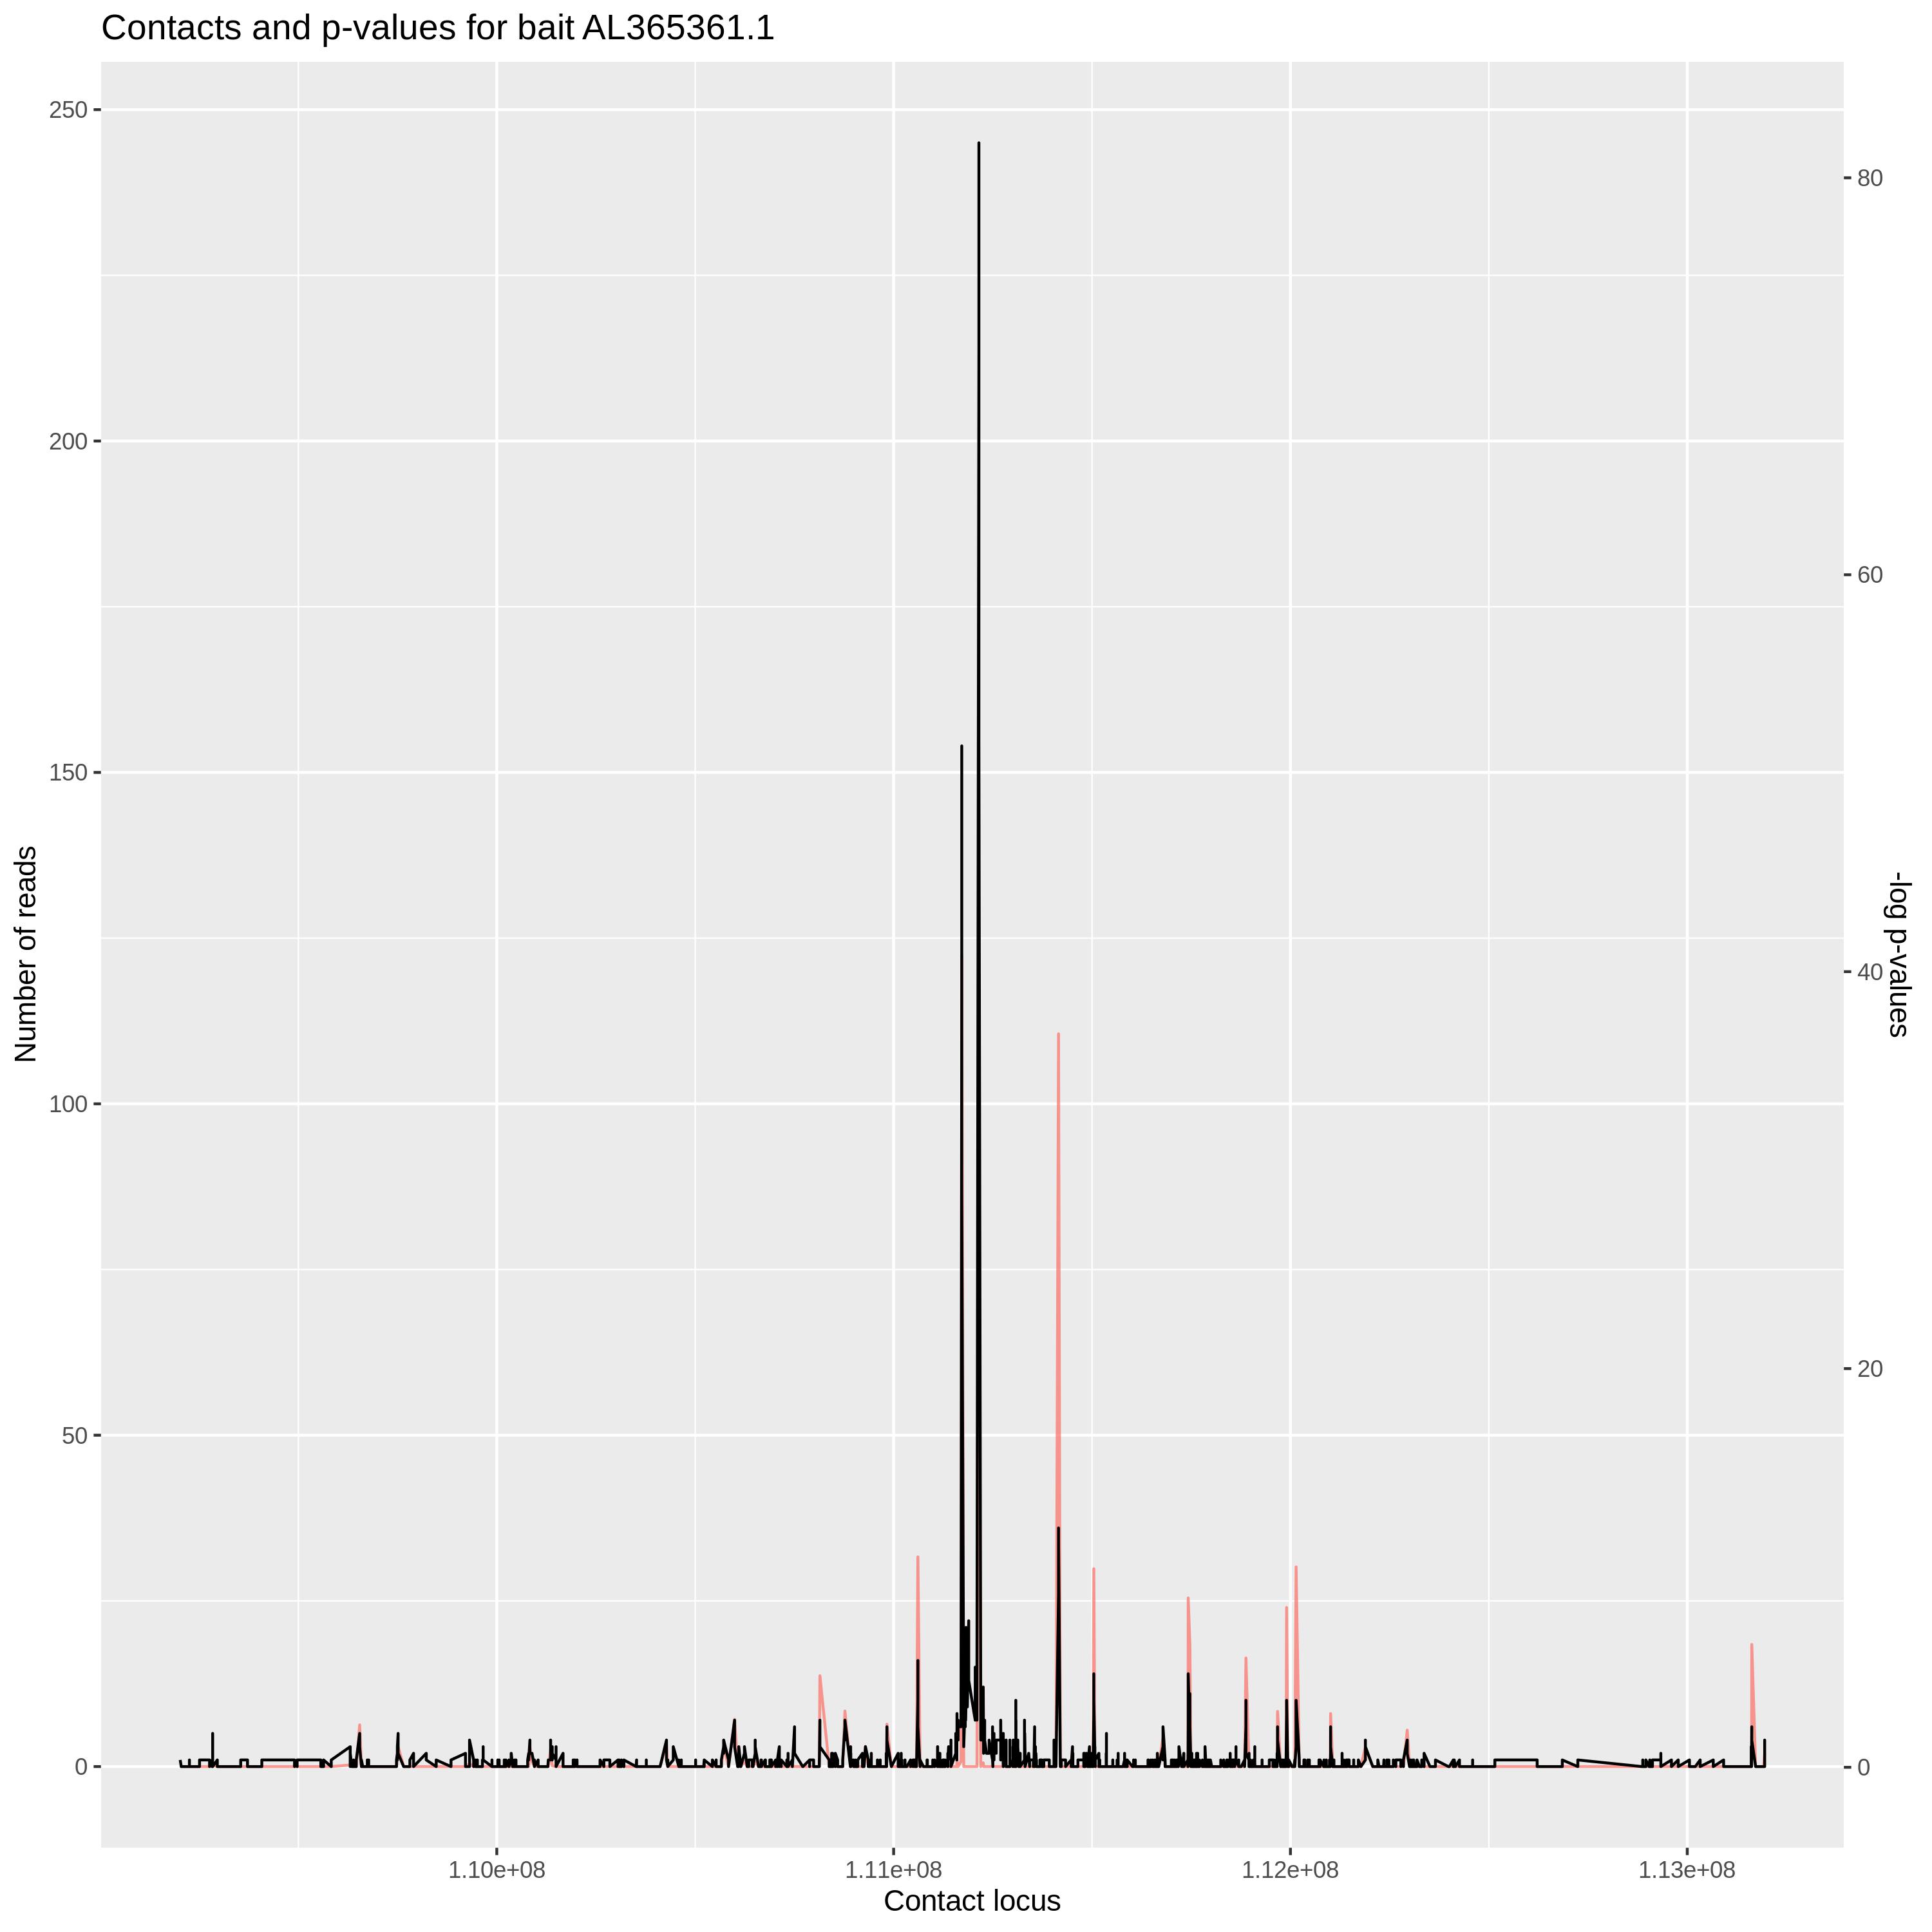 Contacts and p-values for bait AL365361.1
250
200
150
100
50
0
Number of reads
80
60
40
20
0
-log p-values
1.10e+08
1.11e+08
1.12e+08
1.13e+08
Contact locus